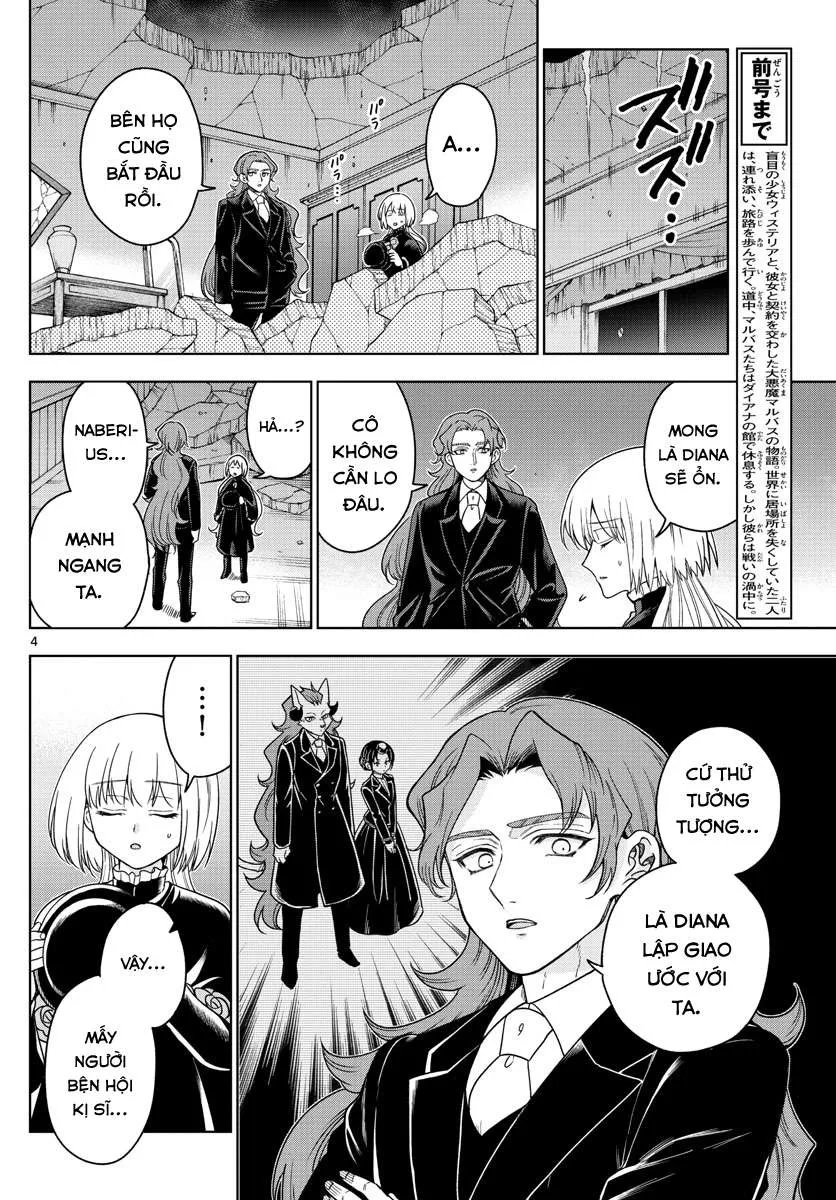 前号まで
盲目の少女ウィステリアと、彼女と契約を交わした大悪魔マルバスの物語。世界に居場所を失くしていた二人
は、連れ添い、旅路を歩んで行く。道中、マルバスたちはダイアナの館で休息する。しかし彼らは戦いの渦中に。
ズズ…
A...
BÊN HỌ
CŨNG
BẮT ĐẦU
RỒI.
MONG
LÀ DIANA
SẼ ỔN.
CÔ
KHÔNG
CẦN LO
ĐÂU.
HẢ...?
NABERI-
US...
MẠNH
NGANG
TA.
4
CỨ THỬ
TƯỞNG
TƯỢNG...
LÀ DIANA
LẬP GIAO
ƯỚC VỚI
TA.
...!
VẬY...
MẤY
NGƯỜI
BÊN HỘI
KỊ SĨ...